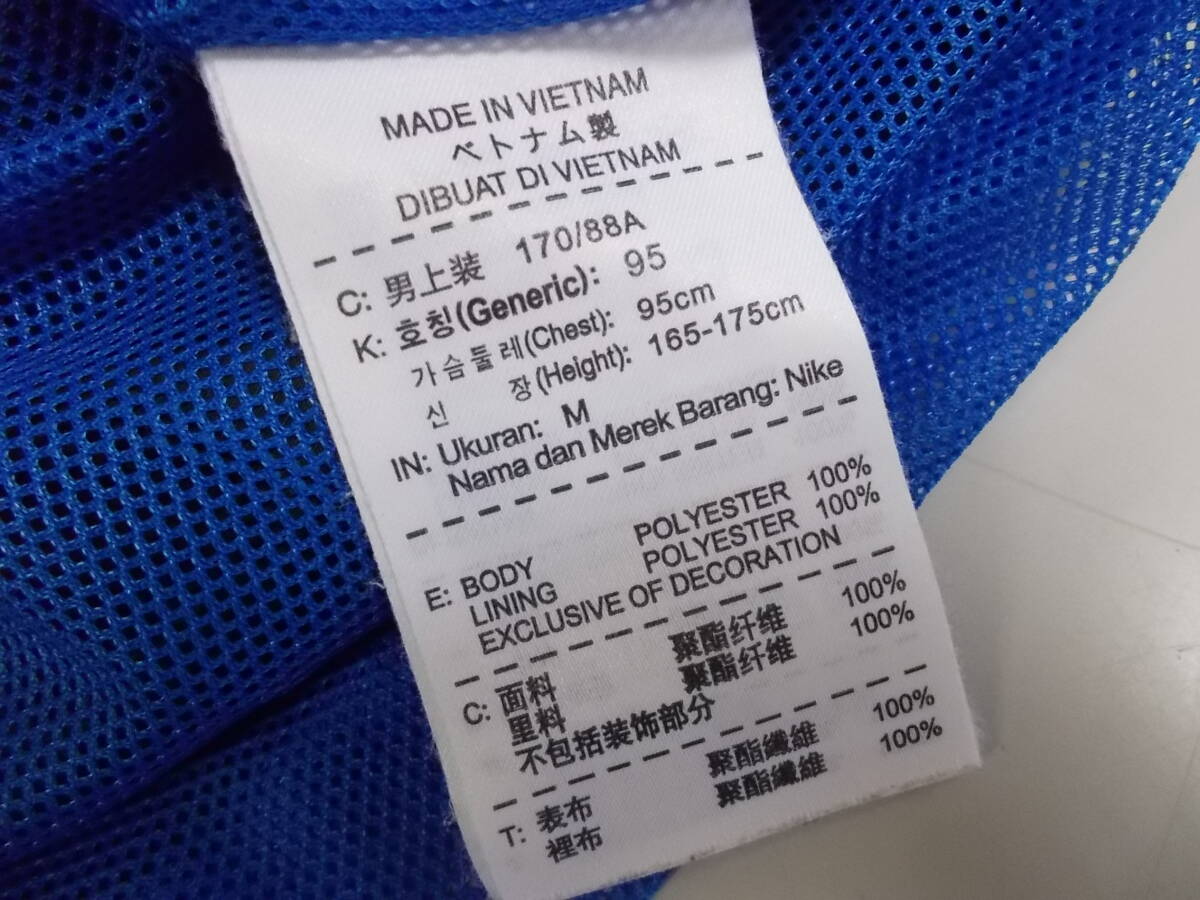 MADE IN VIETNAM
ベトナム製
DIBUAT DI VIETNAM
C: 男上装 170/88A
K: 호칭(Generic): 95
가슴둘레(Chest): 95cm
신 장(Height): 165-175cm
IN: Ukuran: M
Nama dan Merek Barang: Nike
E: BODY POLYESTER 100%
LINING POLYESTER 100%
EXCLUSIVE OF DECORATION
C: 面料 聚酯纤维 100%
里料 聚酯纤维 100%
不包括装饰部分
T: 表布 聚酯纖維 100%
裡布 聚酯纖維 100%